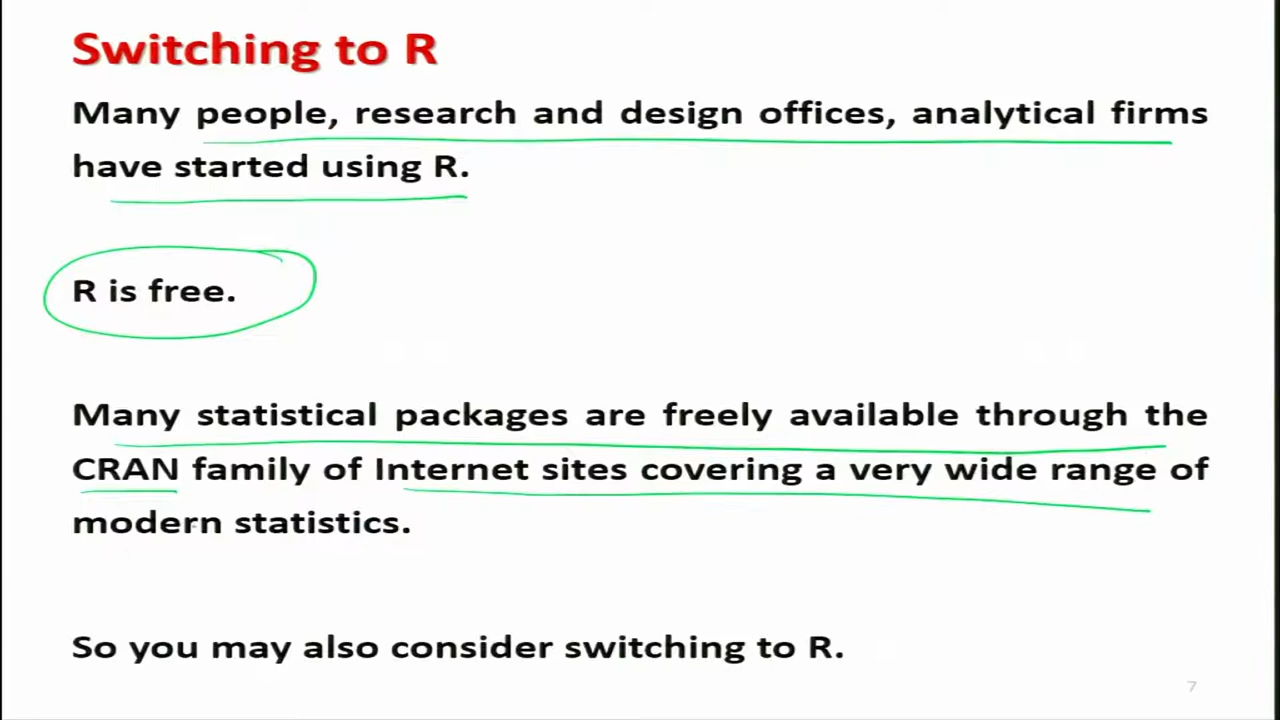 Switching to R
Many people, research and design offices, analytical firms
have started using R.
R is free.
Many statistical packages are freely available through the
CRAN family of Internet sites covering a very wide range of
modern statistics.
So you may also consider switching to R.
7